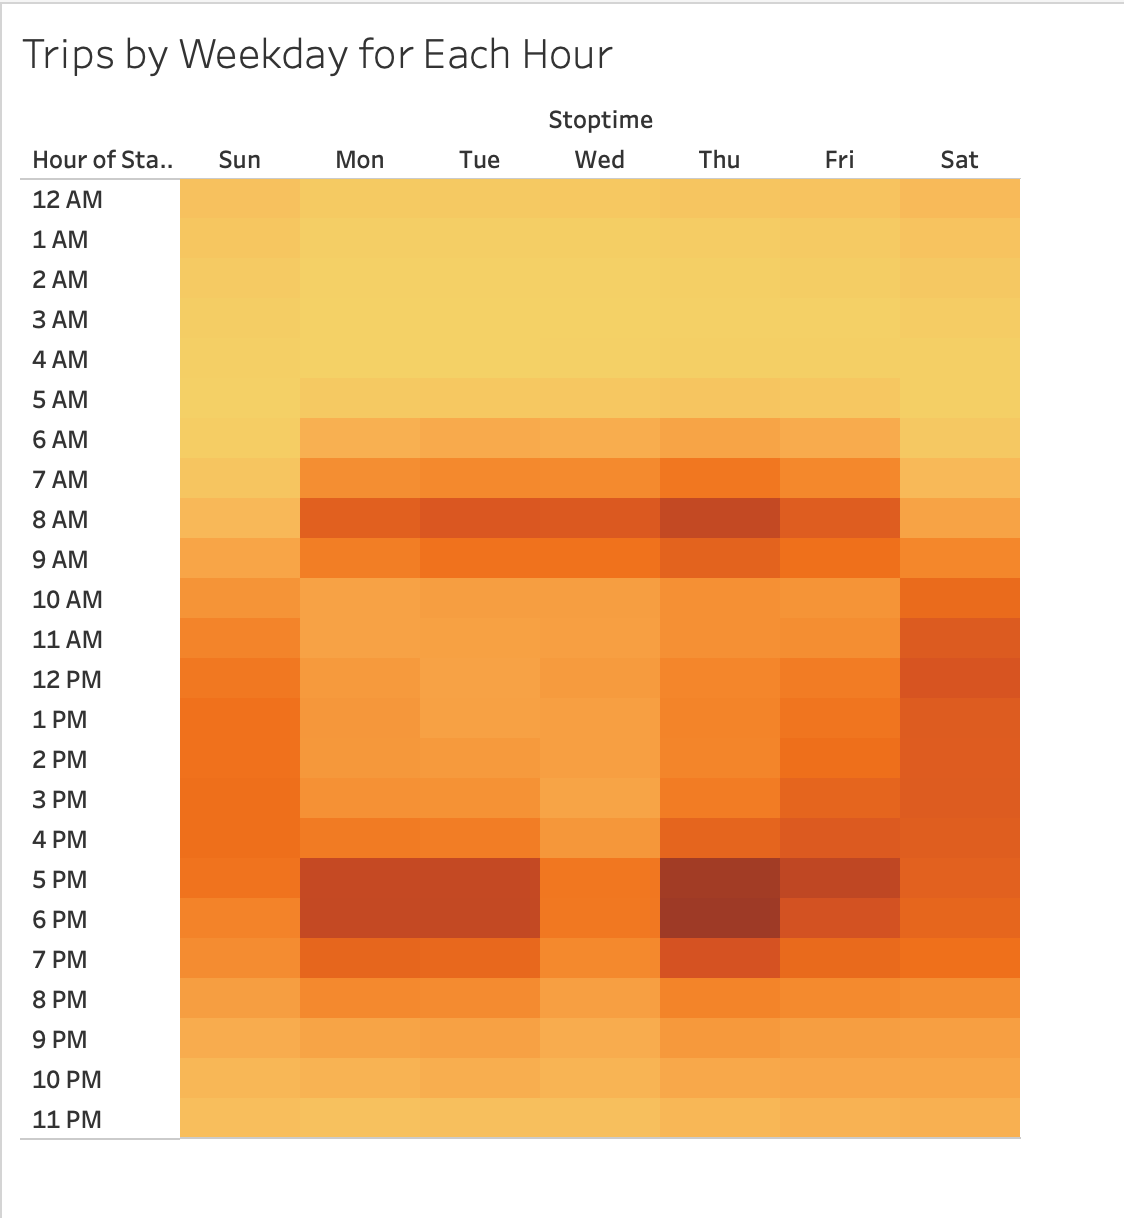 Trips by Weekday for Each Hour
Stoptime
Hour of Sta.. Sun Mon Tue Wed Thu Fri Sat
12 AM
1 AM
2 AM
3 AM
4 AM
5 AM
6 AM
7 AM
8 AM
9 AM
10 AM
11 AM
12 PM
1 PM
2 PM
3 PM
4 PM
5 PM
6 PM
7 PM
8 PM
9 PM
10 PM
11 PM